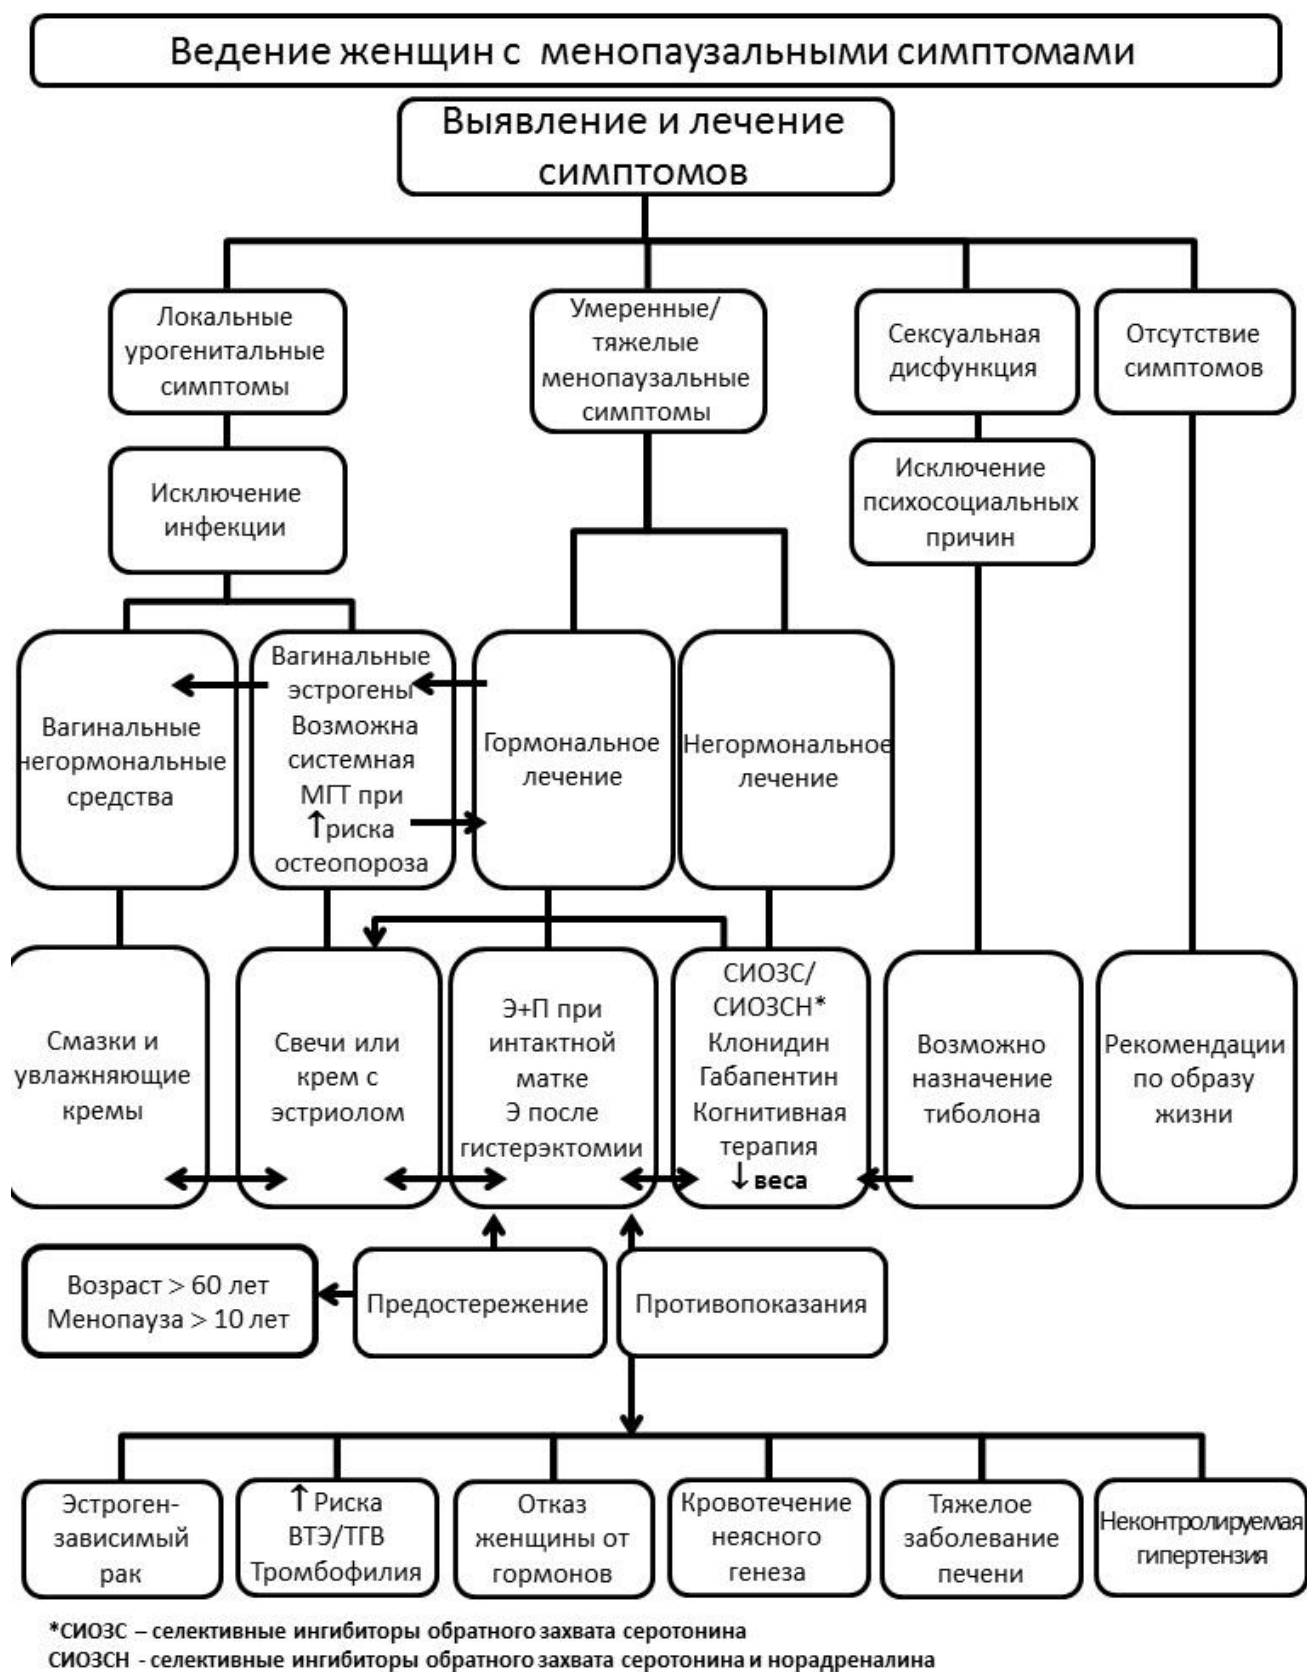 Ведение женщин с менопаузальными симптомами
Выявление и лечение
симптомов
Локальные
урогенитальные
симптомы
Умеренные/
тяжелые
менопаузальные
симптомы
Сексуальная
дисфункция
Отсутствие
симптомов
Исключение
инфекции
Исключение
психосоциальных
причин
Вагинальные
негормональные
средства
Вагинальные
эстрогены
Возможна
системная
МГТ при
↑риска
остеопороза
Гормональное
лечение
Негормональное
лечение
Смазки и
увлажняющие
кремы
Свечи или
крем с
эстриолом
Э+П при
интактной
матке
Э после
гистерэктомии
СИОЗС/
СИОЗСН*
Клонидин
Габапентин
Когнитивная
терапия
↓веса
Возможно
назначение
тиболона
Рекомендации
по образу
жизни
Возраст > 60 лет
Менопауза > 10 лет
Предостережение
Противопоказания
Эстроген-
зависимый
рак
↑ Риска
ВТЭ/ТГВ
Тромбофилия
Отказ
женщины от
гормонов
Кровотечение
неясного
генеза
Тяжелое
заболевание
печени
Неконтролируемая
гипертензия
*СИОЗС – селективные ингибиторы обратного захвата серотонина
СИОЗСН - селективные ингибиторы обратного захвата серотонина и норадреналина